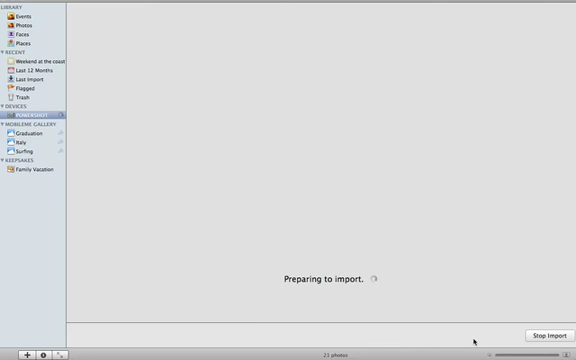 LIBRARY
Events
Photos
Faces
Places
RECENT
Weekend at the coast
Last 12 Months
Last Import
Flagged
Trash
DEVICES
POWERSHOT
MOBILEME GALLERY
Graduation
Italy
Surfing
KEEPSAKES
Family Vacation
Preparing to import.
Stop Import
23 photos